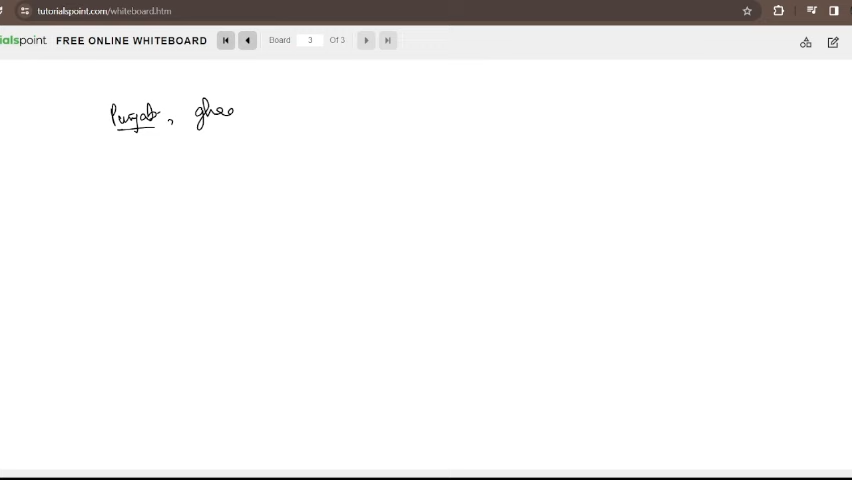 tutorialspoint.com/whiteboard.htm
ialspoint FREE ONLINE WHITEBOARD Board 3 Of 3
Punjab, ghee